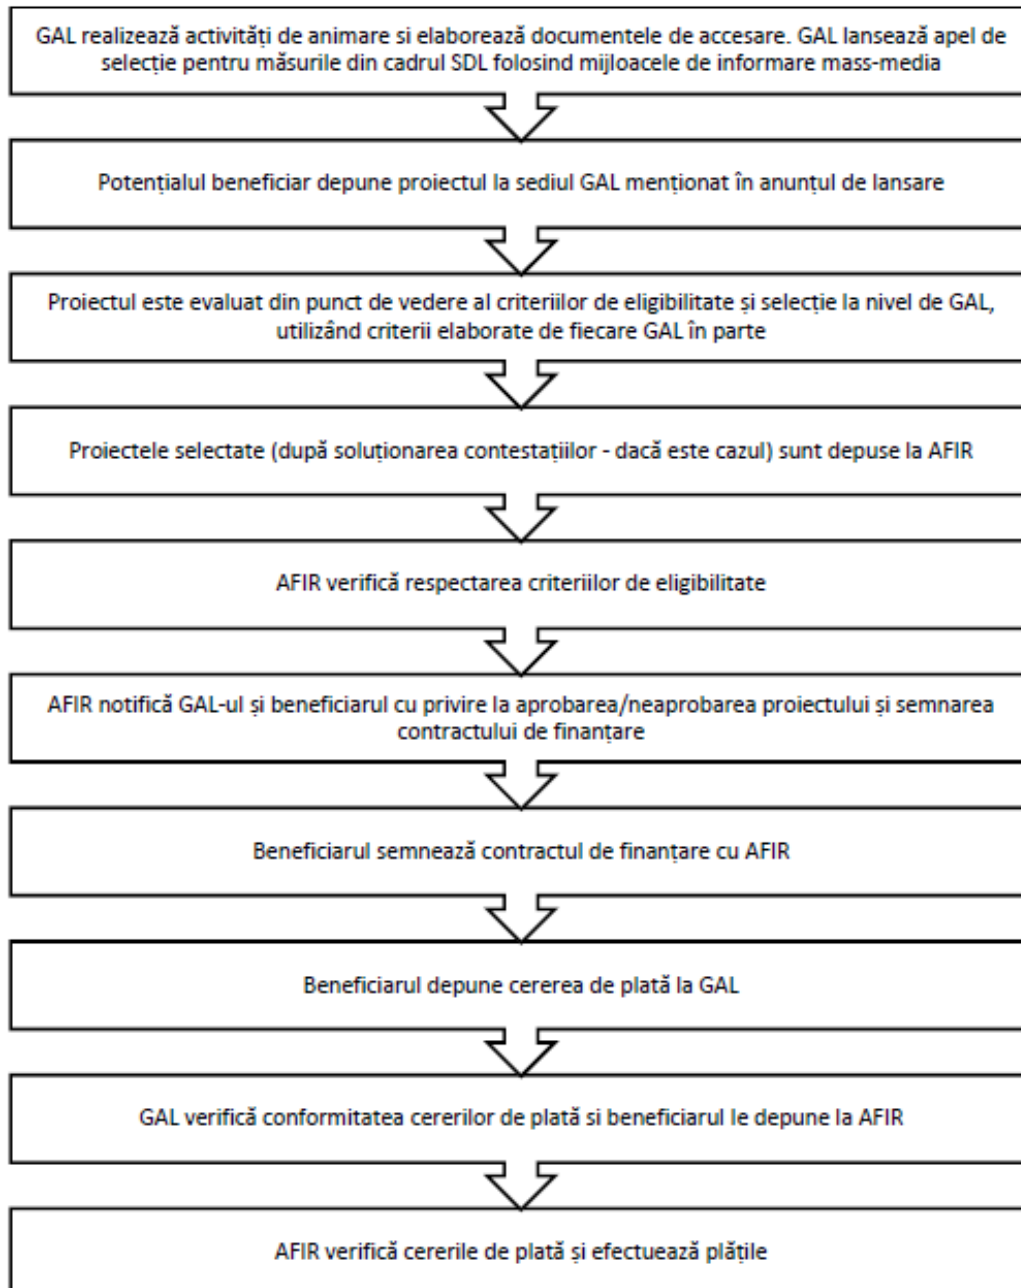 GAL realizează activități de animare si elaborează documentele de accesare. GAL lansează apel de
selecție pentru măsurile din cadrul SDL folosind mijloacele de informare mass-media
Potențialul beneficiar depune proiectul la sediul GAL menționat în anunțul de lansare
Proiectul este evaluat din punct de vedere al criteriilor de eligibilitate și selecție la nivel de GAL,
utilizând criterii elaborate de fiecare GAL în parte
Proiectele selectate (după soluționarea contestațiilor - dacă este cazul) sunt depuse la AFIR
AFIR verifică respectarea criteriilor de eligibilitate
AFIR notifică GAL-ul și beneficiarul cu privire la aprobarea/neaprobarea proiectului și semnarea
contractului de finanțare
Beneficiarul semnează contractul de finanțare cu AFIR
Beneficiarul depune cererea de plată la GAL
GAL verifică conformitatea cererilor de plată si beneficiarul le depune la AFIR
AFIR verifică cererile de plată și efectuează plățile